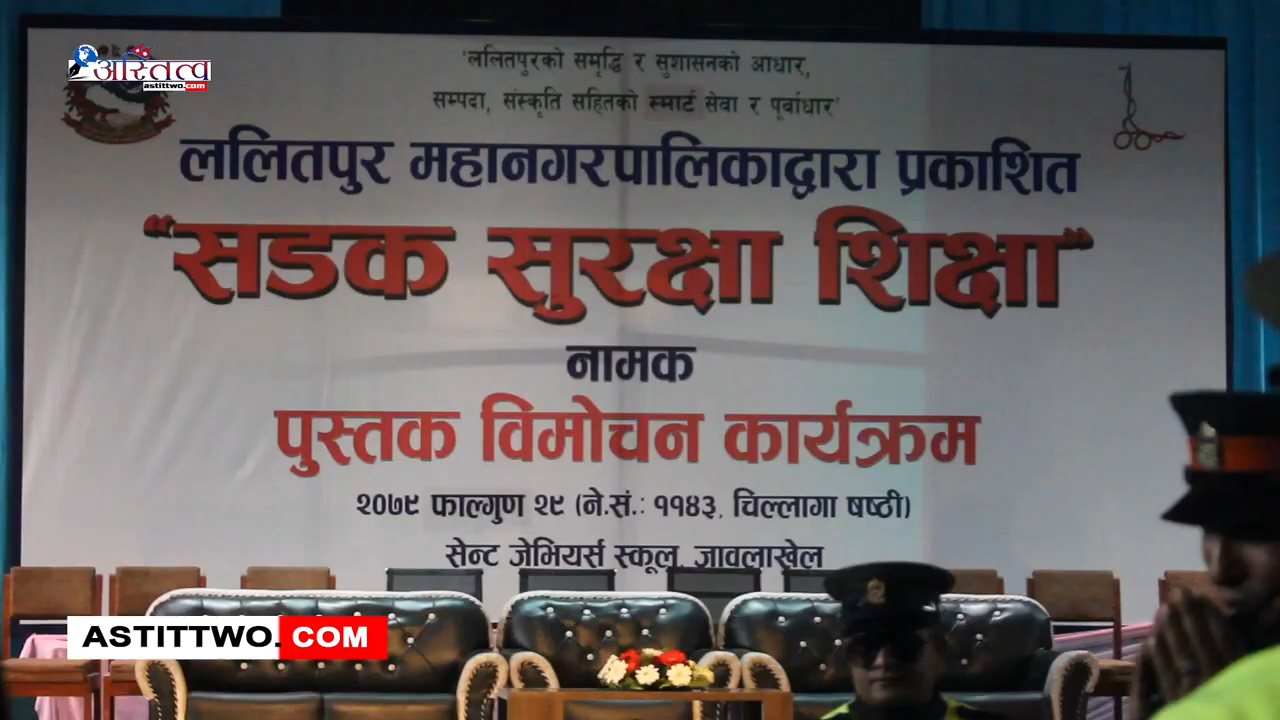 अस्तित्व
astittwo.com
'ललितपुरको समृद्धि र सुशासनको आधार,
सम्पदा, संस्कृति सहितको स्मार्ट सेवा र पूर्वाधार'
ललितपुर महानगरपालिकाद्वारा प्रकाशित
"सडक सुरक्षा शिक्षा"
नामक
पुस्तक विमोचन कार्यक्रम
२०७९ फाल्गुण २९ (ने.सं.: ११४३, चिल्लागा षष्ठी)
सेन्ट जेभियर्स स्कूल, जावलाखेल
ASTITTWO.COM